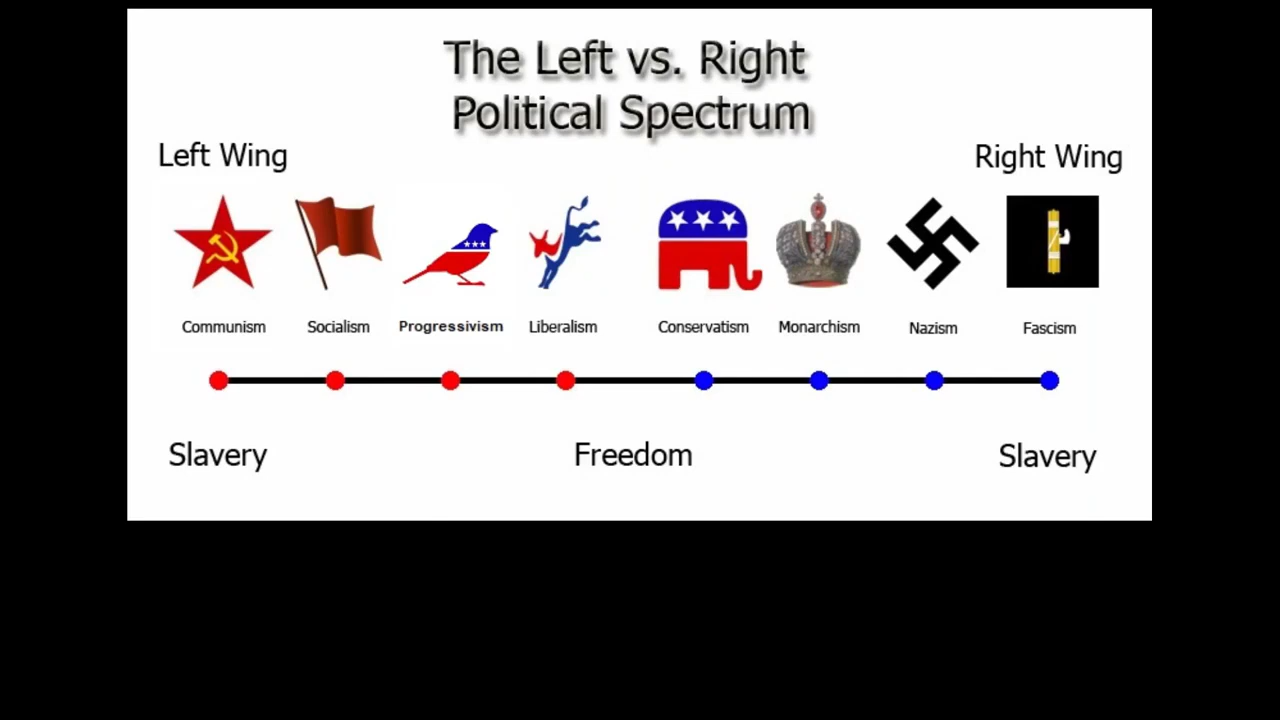 The Left vs. Right
Political Spectrum
Left Wing
Right Wing
Communism
Socialism
Progressivism
Liberalism
Conservatism
Monarchism
Nazism
Fascism
Slavery
Freedom
Slavery